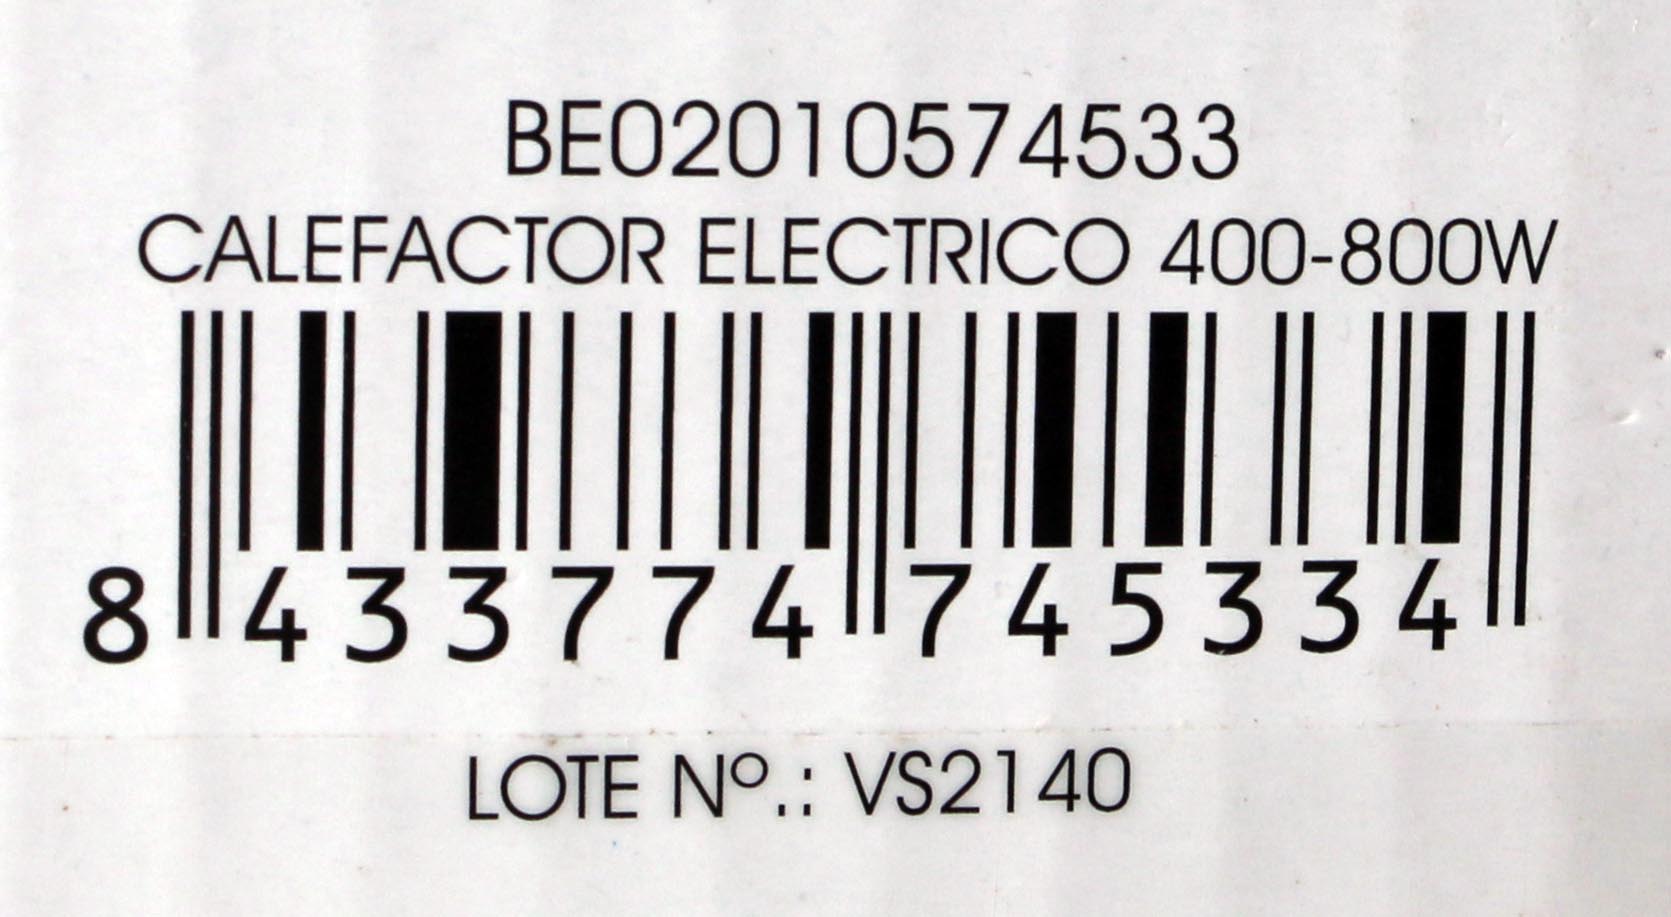 BE02010574533
CALEFACTOR ELECTRICO 400-800W
8 433774 745334
LOTE Nº.: VS2140